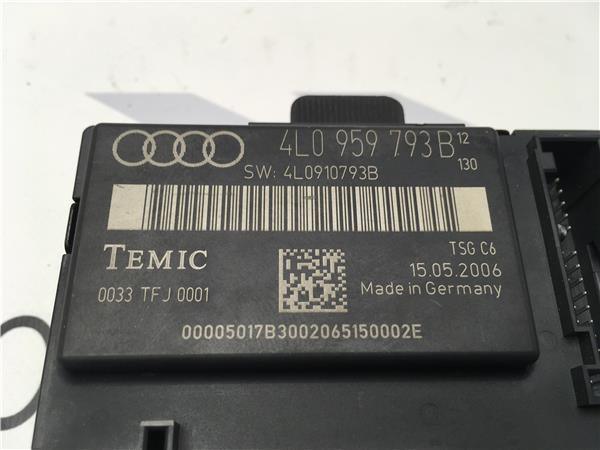 4L0 959 793 B 12
130
SW: 4L0910793B
TEMIC
TSG C6
15.05.2006
0033 TFJ 0001
Made in Germany
00005017B3002065150002E